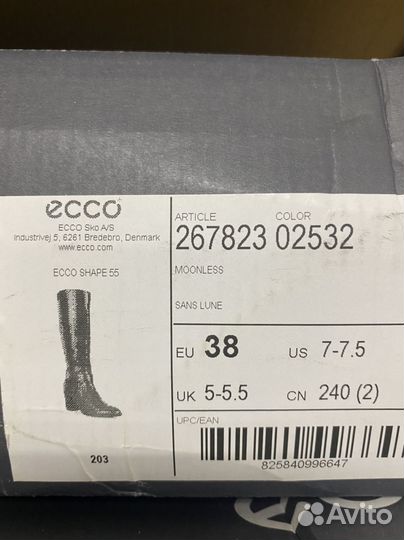 ecco
ECCO Sko A/S
Industrivej 5, 6261 Bredebro, Denmark
www.ecco.com
ECCO SHAPE 55
203
ARTICLE COLOR
267823 02532
MOONLESS
SANS LUNE
EU 38 US 7-7.5
UK 5-5.5 CN 240 (2)
UPC/EAN
825840996647
Avito